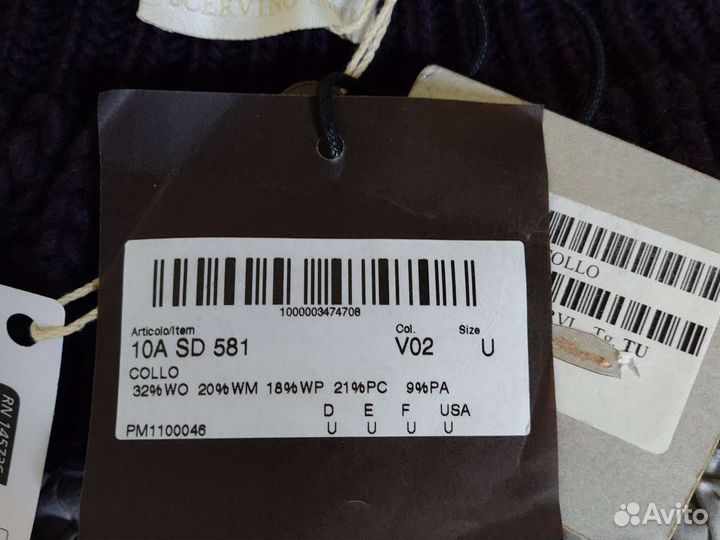 SCERVINO
1000003474708
Articolo/Item Col. Size
10A SD 581 V02 U
COLLO
32%WO 20%WM 18%WP 21%PC 9%PA
D E F USA
U U U U
PM1100046
COLLO
Tg. TU
RN 14573
Avito